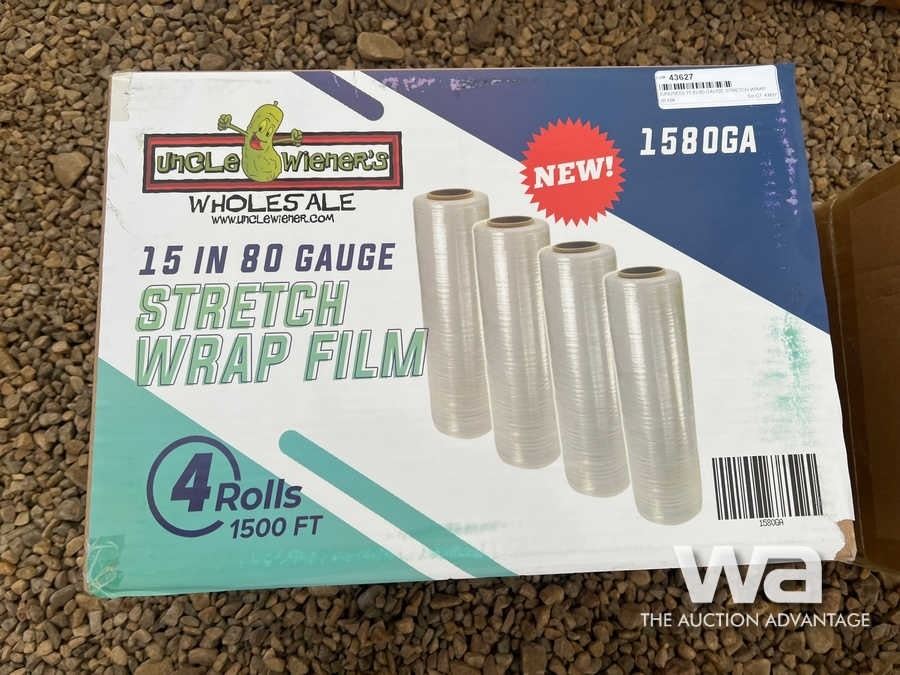 43627
1580GA
UNCLE WIENER'S
WHOLESALE
WWW.UNCLEWIENER.COM
NEW!
15 IN 80 GAUGE
STRETCH
WRAP FILM
4 Rolls
1500 FT
1580GA
wa
THE AUCTION ADVANTAGE